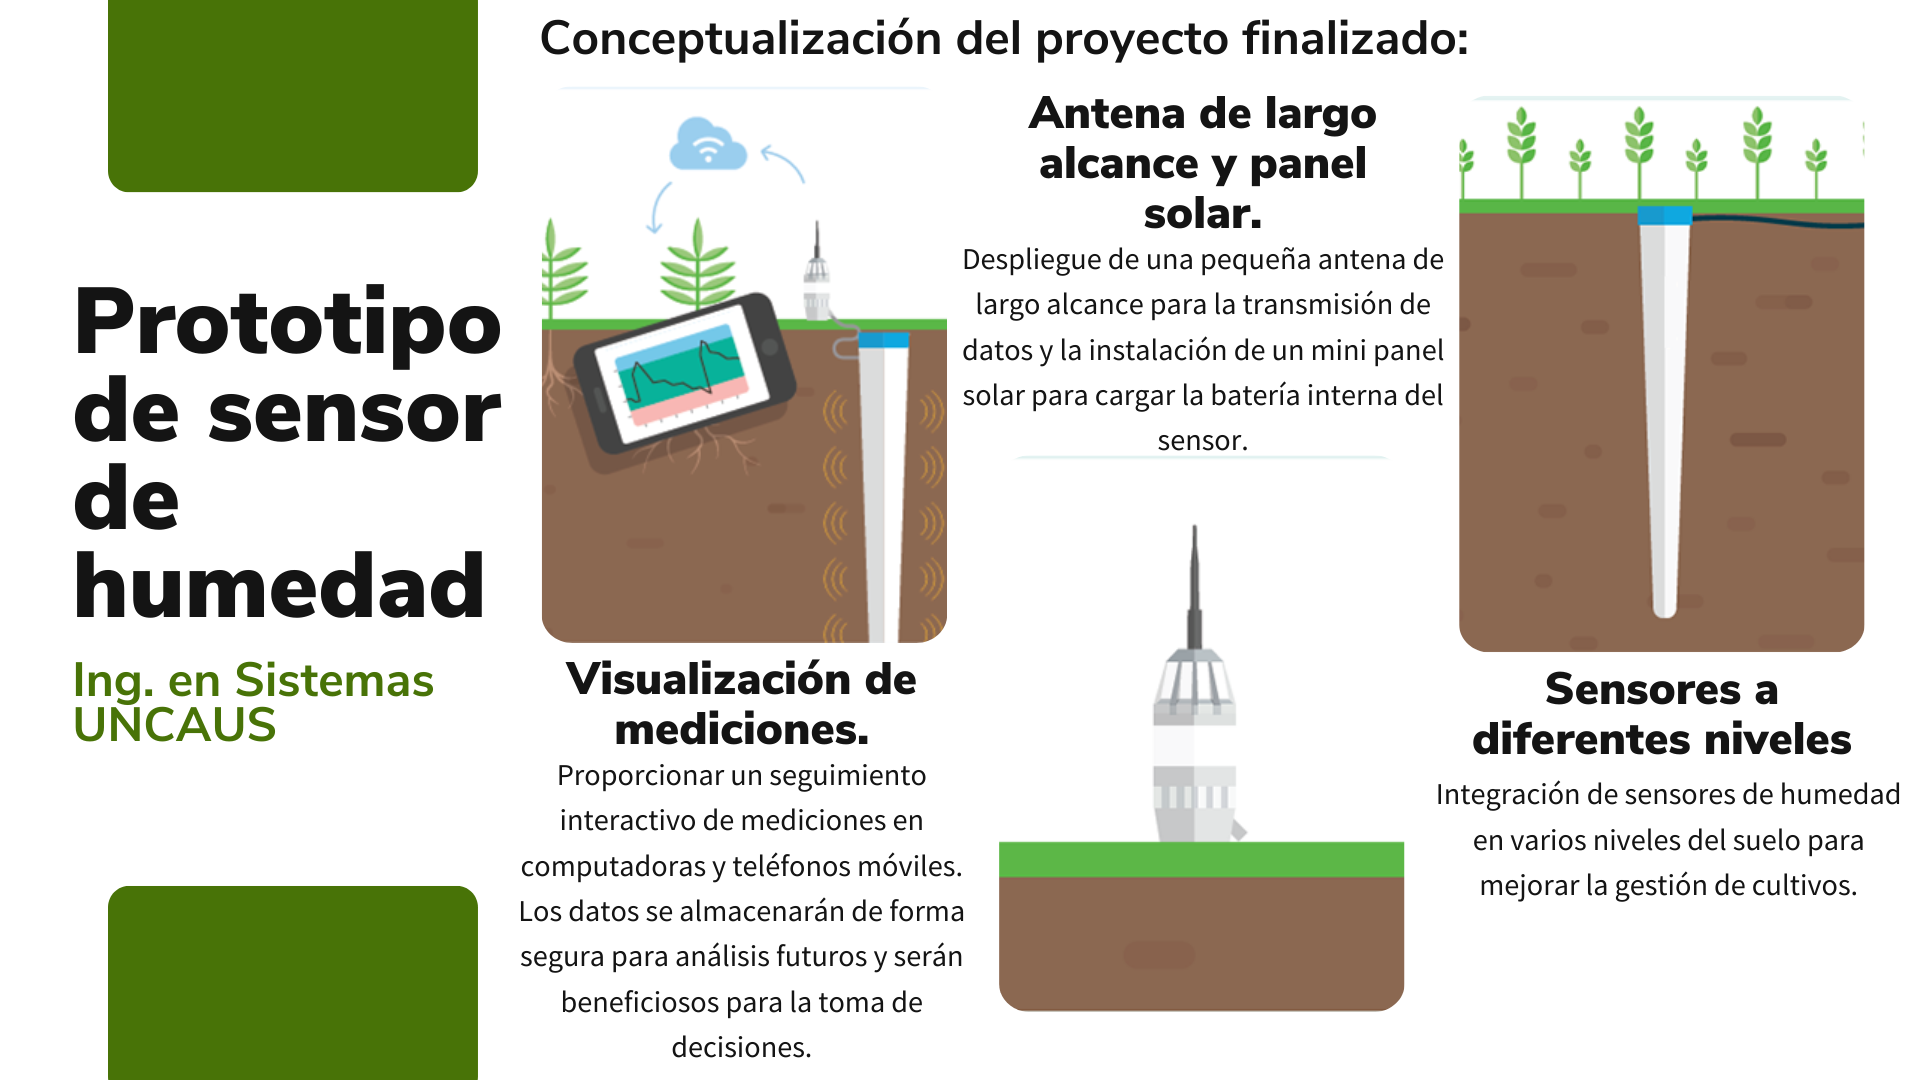 Conceptualización del proyecto finalizado:
Prototipo
de sensor
de
humedad
Ing. en Sistemas
UNCAUS
Visualización de
mediciones.
Proporcionar un seguimiento
interactivo de mediciones en
computadoras y teléfonos móviles.
Los datos se almacenarán de forma
segura para análisis futuros y serán
beneficiosos para la toma de
decisiones.
Antena de largo
alcance y panel
solar.
Despliegue de una pequeña antena de
largo alcance para la transmisión de
datos y la instalación de un mini panel
solar para cargar la batería interna del
sensor.
Sensores a
diferentes niveles
Integración de sensores de humedad
en varios niveles del suelo para
mejorar la gestión de cultivos.